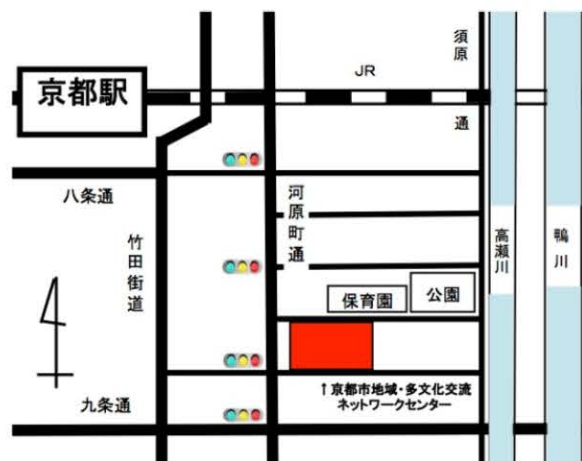 京都駅
JR
須原
通
八条通
河原町通
竹田街道
高瀬川
鴨川
保育園
公園
↑京都市地域・多文化交流
ネットワークセンター
九条通